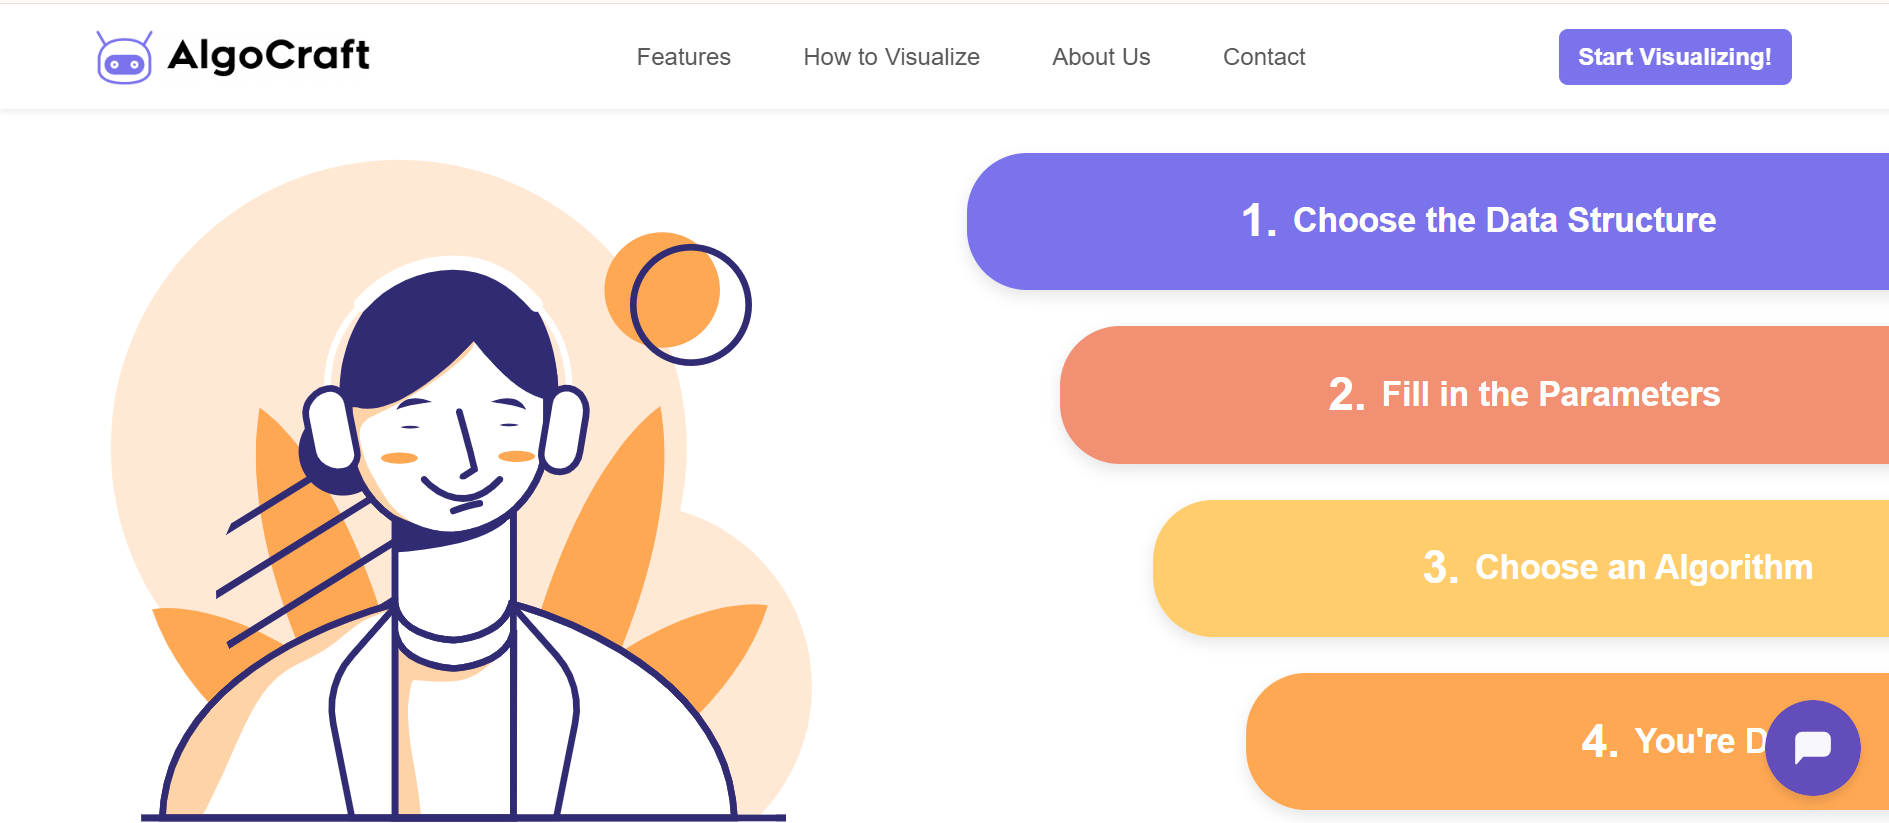 AlgoCraft
Features
How to Visualize
About Us
Contact
Start Visualizing!
1. Choose the Data Structure
2. Fill in the Parameters
3. Choose an Algorithm
4. You're